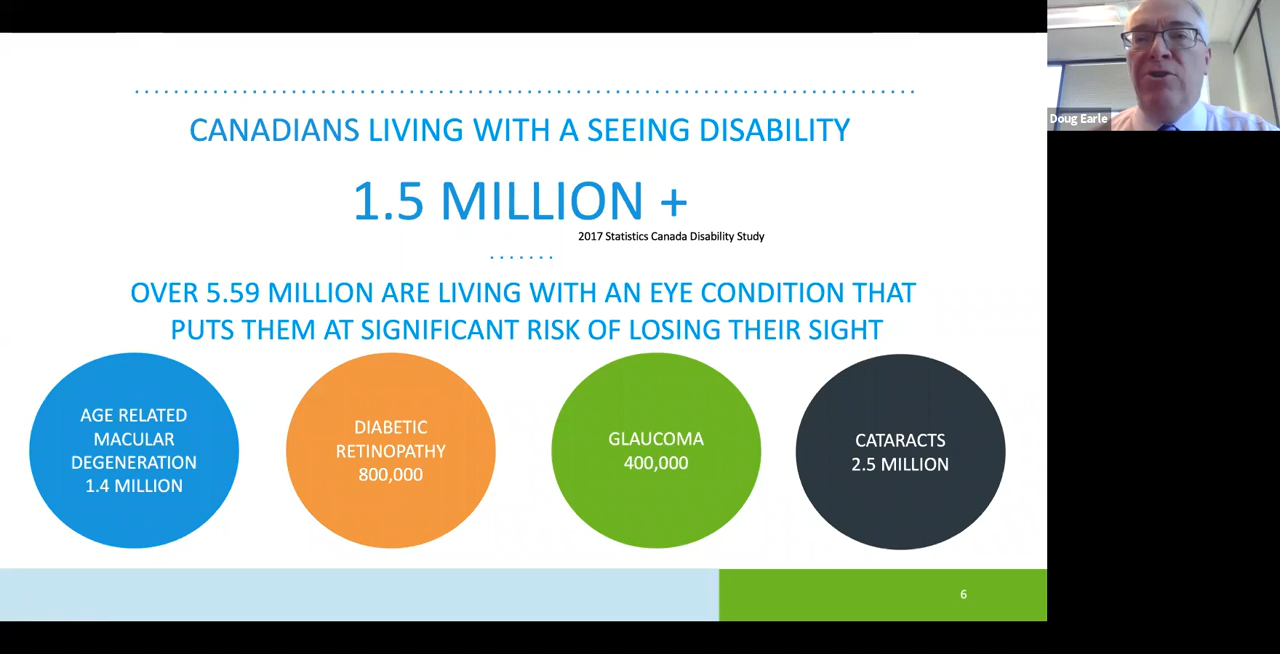 CANADIANS LIVING WITH A SEEING DISABILITY
1.5 MILLION +
2017 Statistics Canada Disability Study
OVER 5.59 MILLION ARE LIVING WITH AN EYE CONDITION THAT
PUTS THEM AT SIGNIFICANT RISK OF LOSING THEIR SIGHT
AGE RELATED
MACULAR
DEGENERATION
1.4 MILLION
DIABETIC
RETINOPATHY
800,000
GLAUCOMA
400,000
CATARACTS
2.5 MILLION
6
Doug Earle